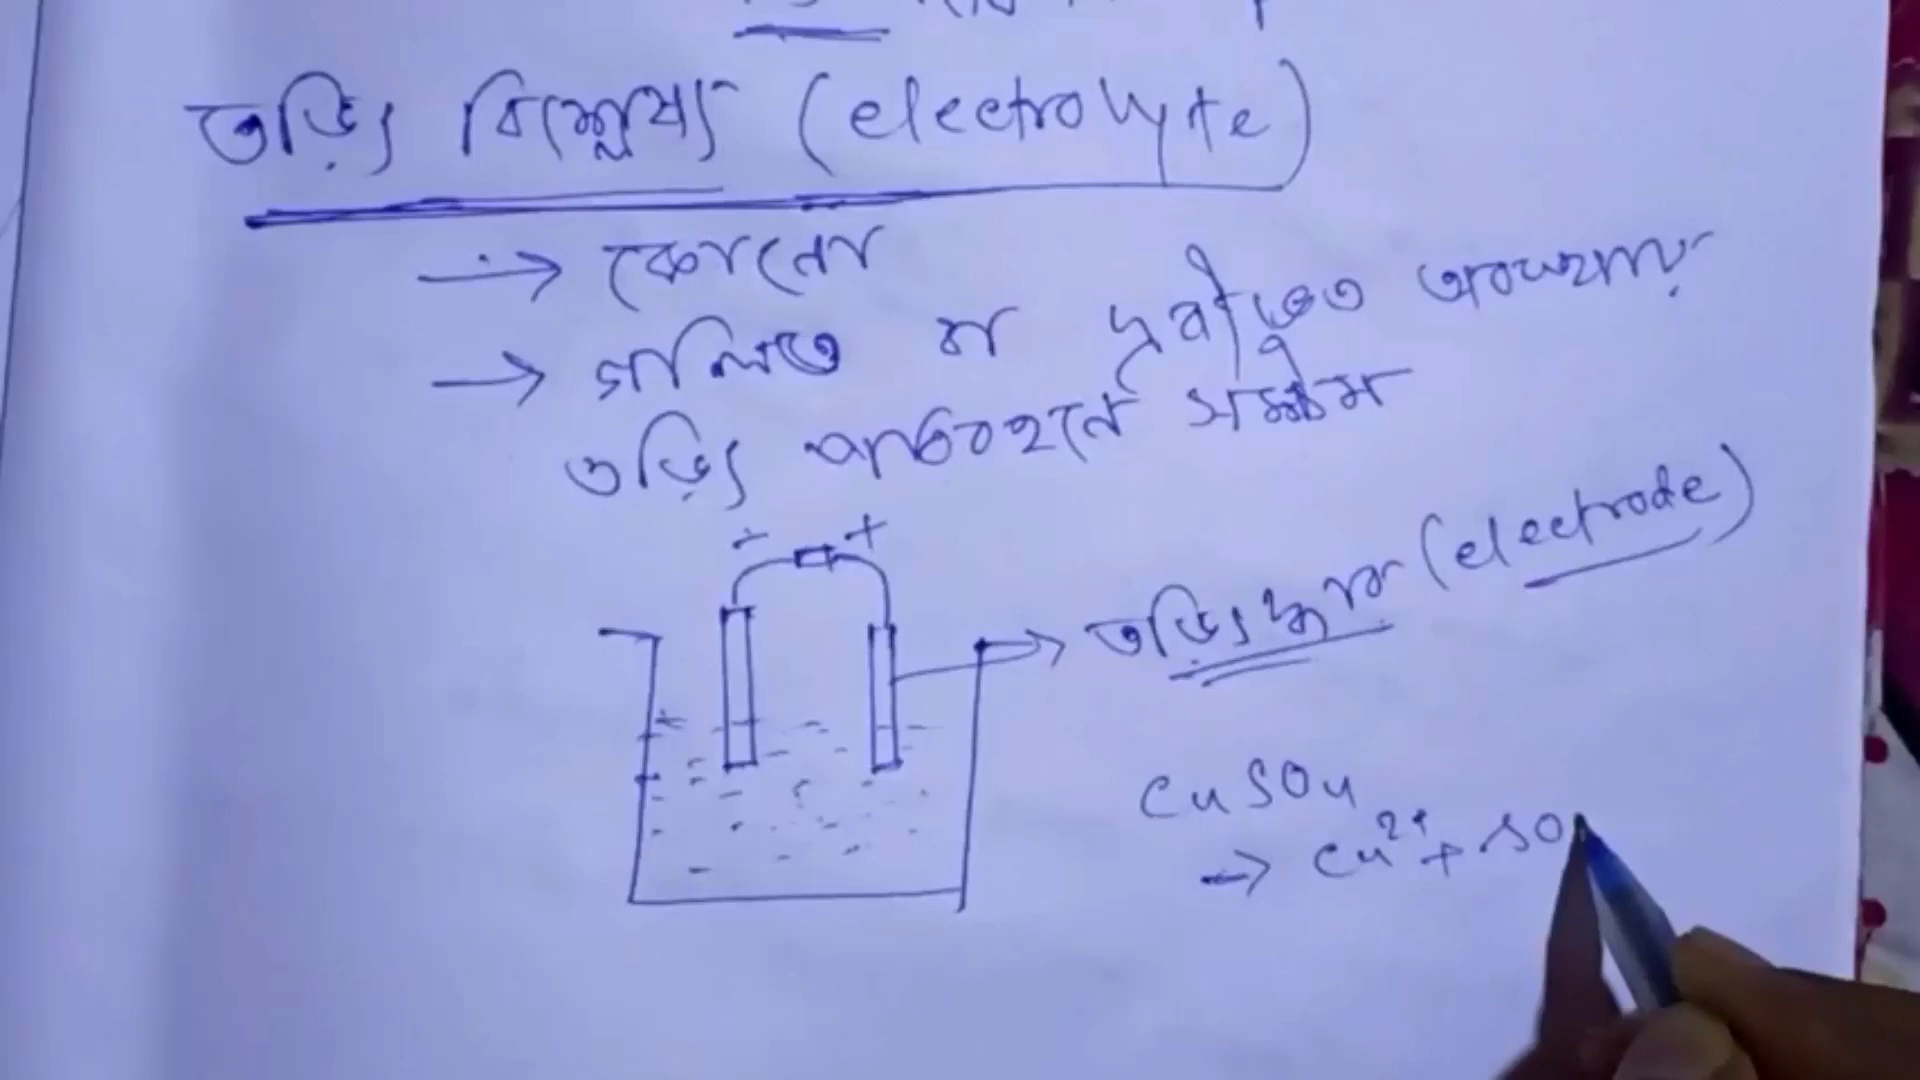 তড়িৎ বিশ্লেষ্য (electrolyte)
→ কোনো
→ গলিত বা দ্রবীভূত অবস্থায়
তড়িৎ পরিবহনে সক্ষম
- +
তড়িৎদ্বার (electrode)
CuSO4
→ Cu²⁺ + SO